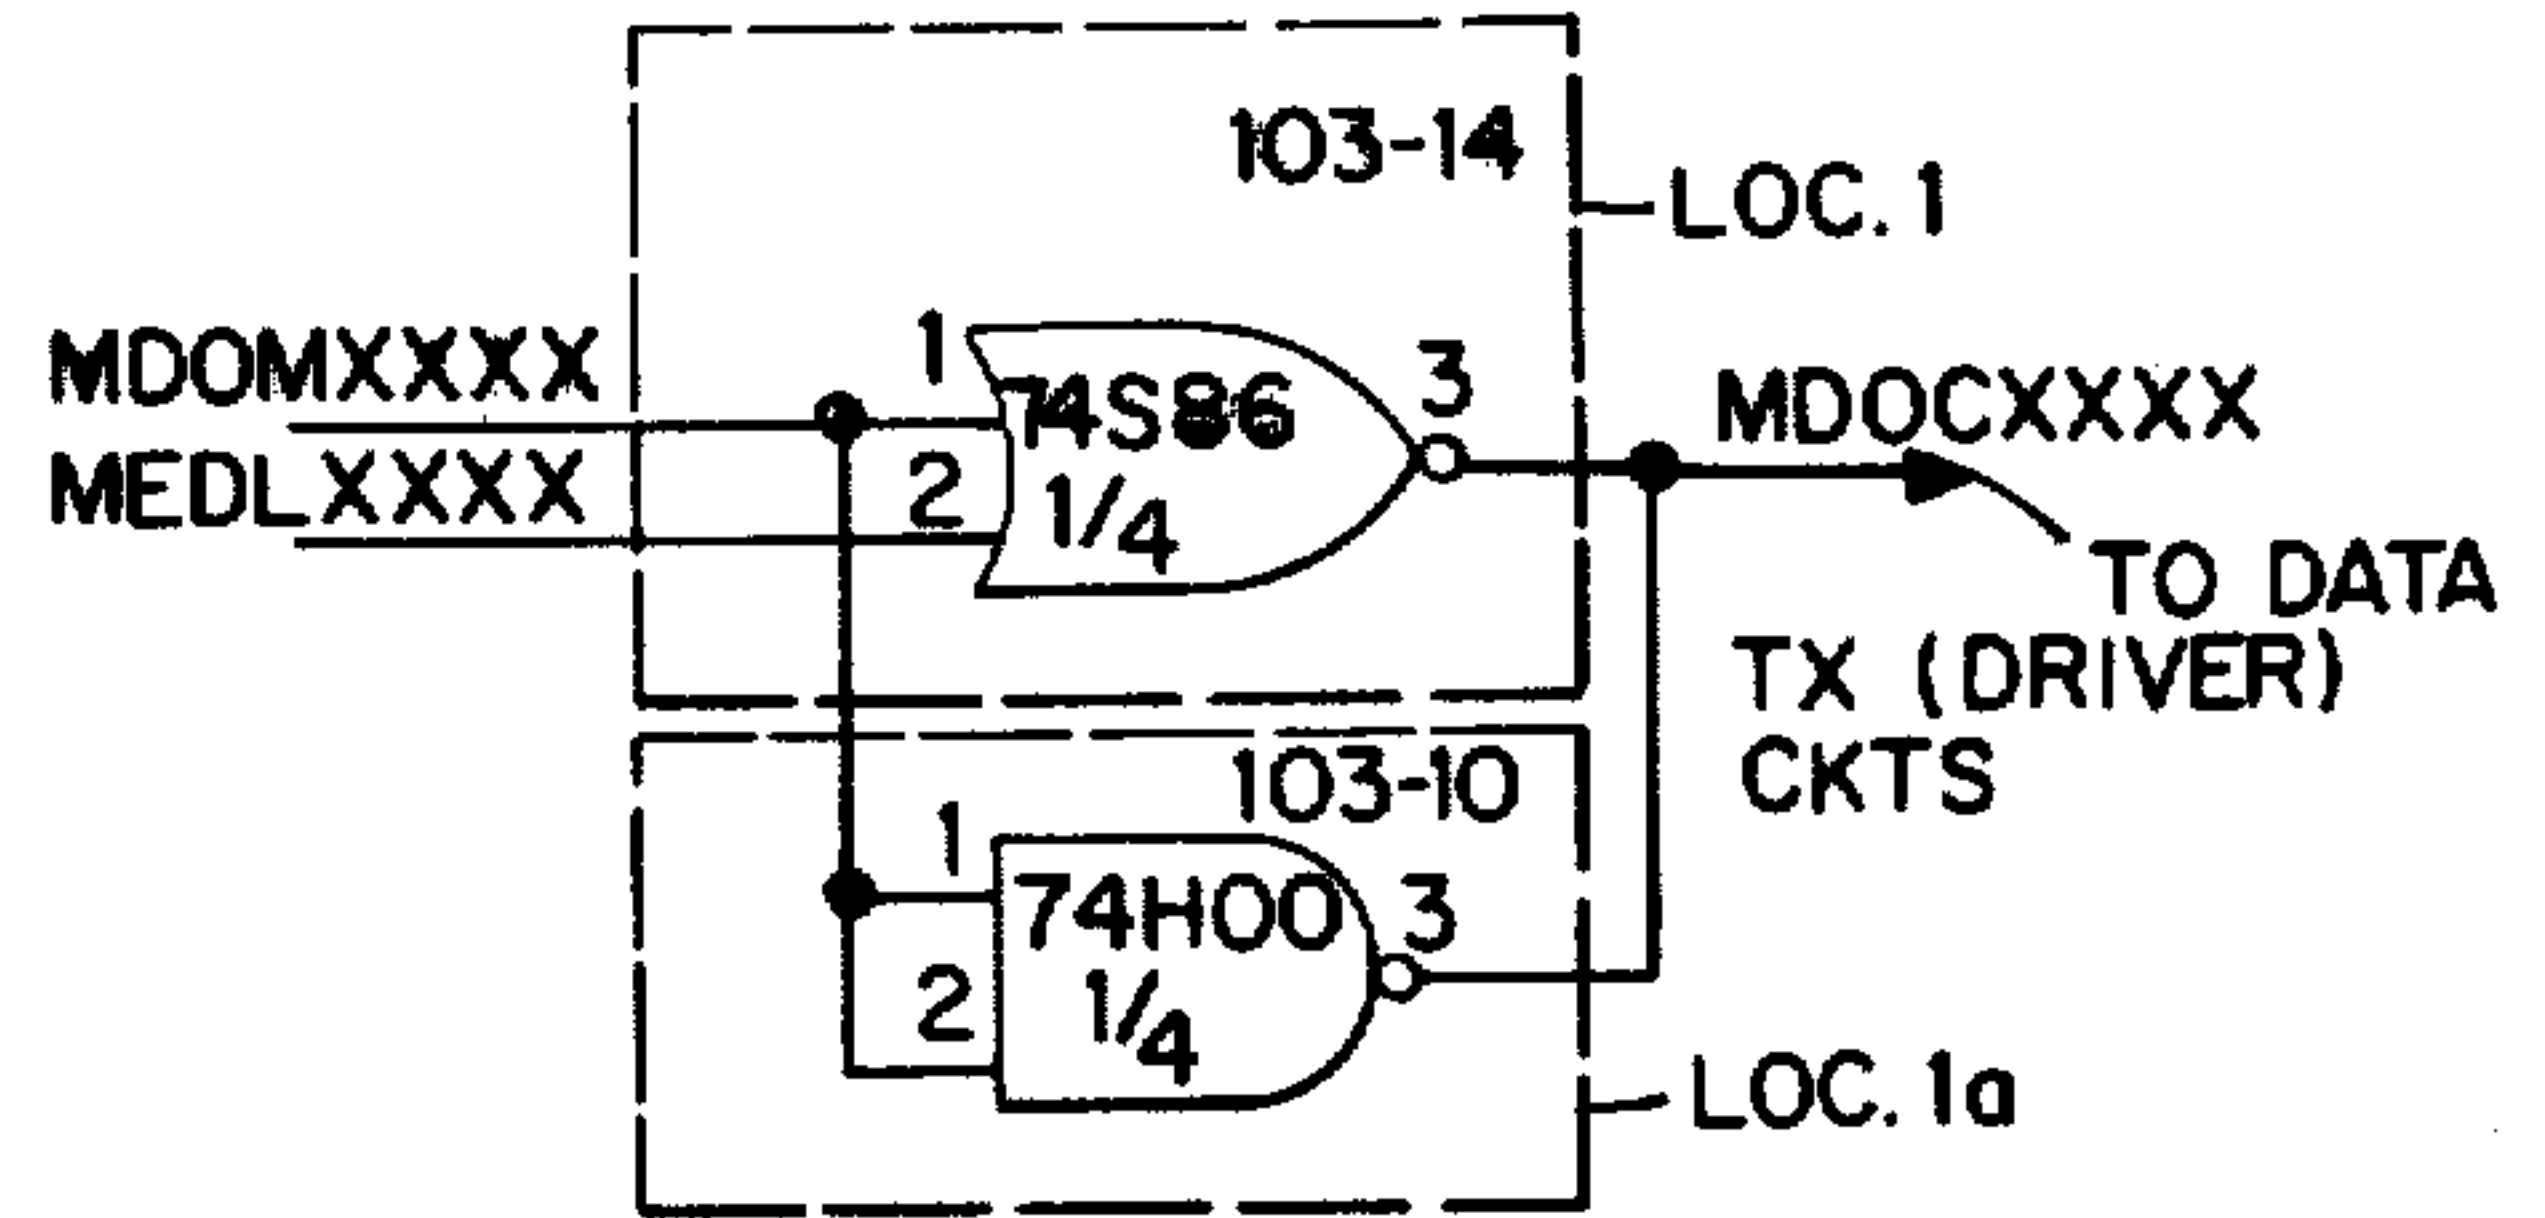 103-14
LOC. 1
MDOMXXXX
1
74S86
3
MDOCXXXX
MEDLXXXX
2
1/4
TO DATA
TX (DRIVER)
CKTS
103-10
1
74H00
3
2
1/4
LOC. 1a